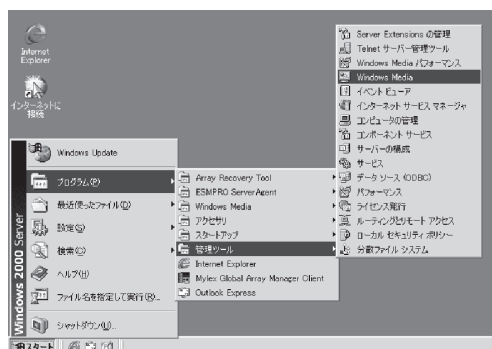 Internet
Explorer
インターネットに
接続
Windows 2000 Server
Windows Update
プログラム(P)
最近使ったファイル(D)
設定(S)
検索(C)
ヘルプ(H)
ファイル名を指定して実行(R)...
シャットダウン(U)...
スタート
Array Recovery Tool
ESMPRO ServerAgent
Windows Media
アクセサリ
スタートアップ
管理ツール
Internet Explorer
Mylex Global Array Manager Client
Outlook Express
Server Extensions の管理
Telnet サーバー管理ツール
Windows Media パフォーマンス
Windows Media
イベント ビューア
インターネット サービス マネージャ
コンピュータの管理
コンポーネント サービス
サーバーの構成
サービス
データ ソース (ODBC)
パフォーマンス
ライセンス発行
ルーティングとリモート アクセス
ローカル セキュリティ ポリシー
分散ファイル システム